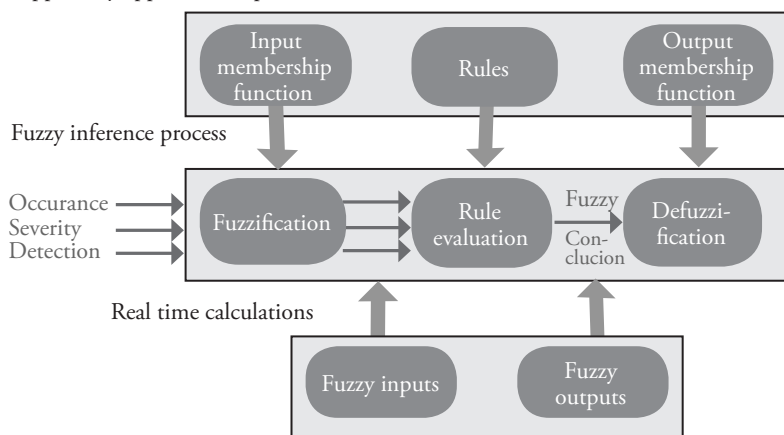 Input
membership
function
Rules
Output
membership
function
Fuzzy inference process
Occurance
Severity
Detection
Fuzzification
Rule
evaluation
Fuzzy
Con-
clucion
Defuzzi-
fication
Real time calculations
Fuzzy inputs
Fuzzy
outputs